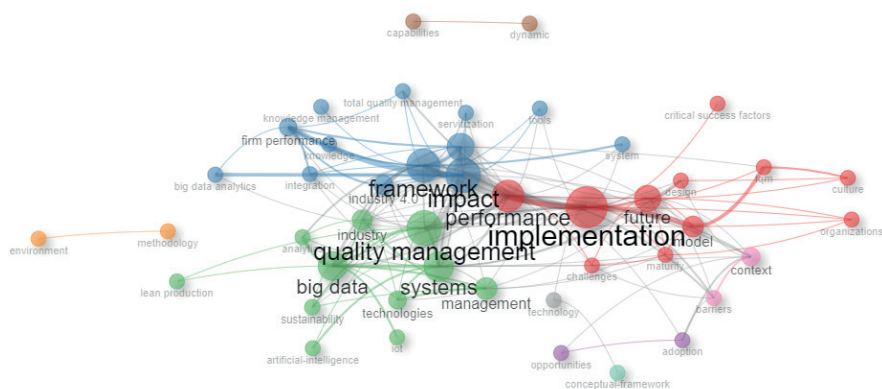 capabilities
dynamic
total quality management
knowledge management
servitization
tools
critical success factors
firm performance
knowledge
system
big data analytics
integration
framework
industry 4.0
impact
design
tqm
culture
performance
future
organizations
implementation
model
industry
environment
methodology
quality management
context
maturity
challenges
lean production
big data
systems
management
technology
barriers
sustainability
technologies
iot
artificial-intelligence
opportunities
adoption
conceptual-framework